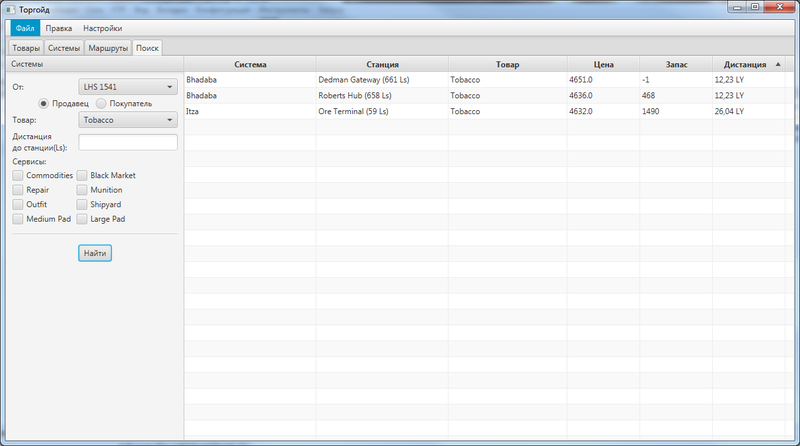 Торгойд
Файл Правка Настройки
Товары Системы Маршруты Поиск
Системы
От: LHS 1541
Продавец Покупатель
Товар: Tobacco
Дистанция
до станции(Ls)
Сервисы:
Commodities Black Market
Repair Munition
Outfit Shipyard
Medium Pad Large Pad
Найти
Система Станция Товар Цена Запас Дистанция
Bhadaba Dedman Gateway (661 Ls) Tobacco 4651.0 -1 12,23 LY
Bhadaba Roberts Hub (658 Ls) Tobacco 4636.0 468 12,23 LY
Itza Ore Terminal (59 Ls) Tobacco 4632.0 1490 26,04 LY